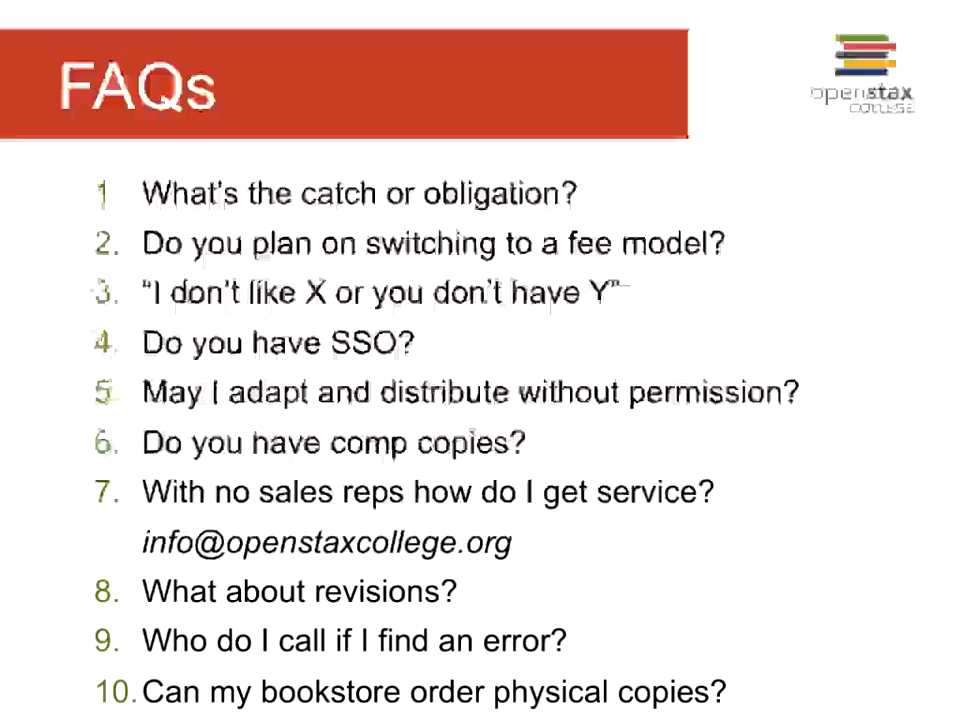 FAQs
openstax
COLLEGE
1 What's the catch or obligation?
2. Do you plan on switching to a fee model?
3. “I don't like X or you don't have Y”
4. Do you have SSO?
5 May I adapt and distribute without permission?
6. Do you have comp copies?
7. With no sales reps how do I get service?
info@openstaxcollege.org
8. What about revisions?
9. Who do I call if I find an error?
10. Can my bookstore order physical copies?